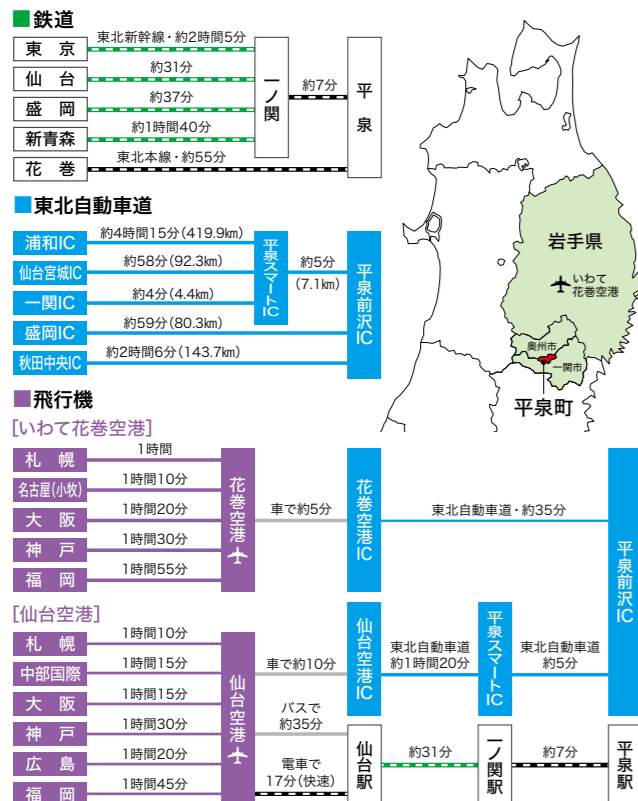 ■鉄道
東京
東北新幹線・約2時間5分
仙台
約31分
盛岡
約37分
新青森
約1時間40分
花巻
東北本線・約55分
一ノ関
約7分
平泉
■東北自動車道
浦和IC
約4時間15分(419.9km)
仙台宮城IC
約58分(92.3km)
一関IC
約4分(4.4km)
盛岡IC
約59分(80.3km)
秋田中央IC
約2時間6分(143.7km)
平泉スマートIC
約5分
(7.1km)
平泉前沢IC
岩手県
いわて
花巻空港
奥州市
一関市
平泉町
■飛行機
[いわて花巻空港]
札幌
1時間
名古屋(小牧)
1時間10分
大阪
1時間20分
神戸
1時間30分
福岡
1時間55分
花巻空港
車で約5分
花巻空港IC
東北自動車道・約35分
平泉前沢IC
[仙台空港]
札幌
1時間10分
中部国際
1時間15分
大阪
1時間15分
神戸
1時間30分
広島
1時間20分
福岡
1時間45分
仙台空港
車で約10分
仙台空港IC
東北自動車道
約1時間20分
平泉スマートIC
東北自動車道
約5分
バスで
約35分
電車で
17分(快速)
仙台駅
約31分
一ノ関駅
約7分
平泉駅